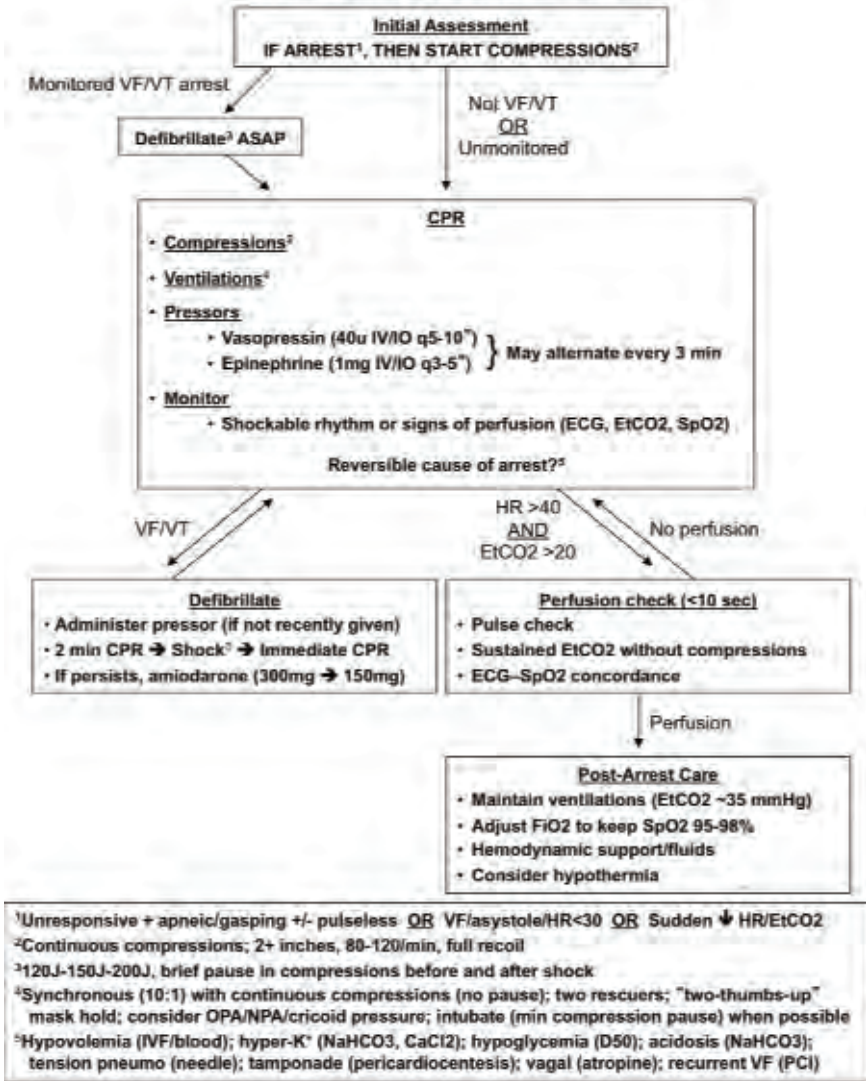 Initial Assessment
IF ARREST¹, THEN START COMPRESSIONS²
Monitored VF/VT arrest
Not VF/VT
OR
Unmonitored
Defibrillate³ ASAP
CPR
• Compressions²
• Ventilations⁴
• Pressors
• Vasopressin (40u IV/IO q5-10")
• Epinephrine (1mg IV/IO q3-5")
} May alternate every 3 min
• Monitor
• Shockable rhythm or signs of perfusion (ECG, EtCO2, SpO2)
Reversible cause of arrest?⁵
VF/VT
HR >40
AND
EtCO2 >20
No perfusion
Defibrillate
• Administer pressor (if not recently given)
• 2 min CPR ➔ Shock³ ➔ Immediate CPR
• If persists, amiodarone (300mg ➔ 150mg)
Perfusion check (<10 sec)
• Pulse check
• Sustained EtCO2 without compressions
• ECG–SpO2 concordance
Perfusion
Post-Arrest Care
• Maintain ventilations (EtCO2 ~35 mmHg)
• Adjust FiO2 to keep SpO2 95-98%
• Hemodynamic support/fluids
• Consider hypothermia
¹Unresponsive + apneic/gasping +/- pulseless OR VF/asystole/HR<30 OR Sudden 🡇 HR/EtCO2
²Continuous compressions; 2+ inches, 80-120/min, full recoil
³120J-150J-200J, brief pause in compressions before and after shock
⁴Synchronous (10:1) with continuous compressions (no pause); two rescuers; "two-thumbs-up"
mask hold; consider OPA/NPA/cricoid pressure; intubate (min compression pause) when possible
⁵Hypovolemia (IVF/blood); hyper-K⁺ (NaHCO3, CaCl2); hypoglycemia (D50); acidosis (NaHCO3);
tension pneumo (needle); tamponade (pericardiocentesis); vagal (atropine); recurrent VF (PCI)